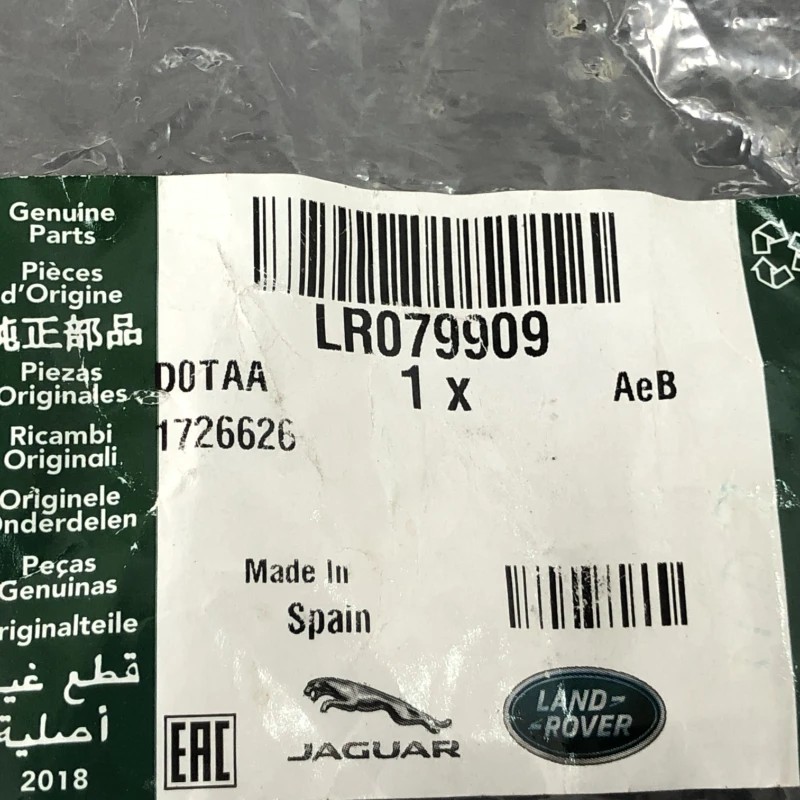 Genuine
Parts
Pièces
d'Origine
純正部品
Piezas
Originales
Ricambi
Originali
Originele
Onderdelen
Peças
Genuinas
Originalteile
قطع غي
أصلية
2018
LR079909
D0TAA
1 x
AeB
1726626
Made In
Spain
EAC
JAGUAR
LAND-
-ROVER